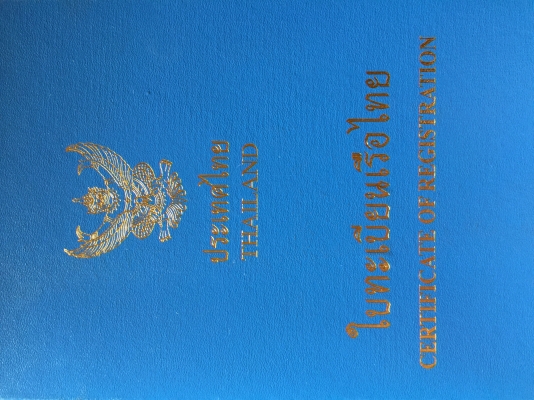 ประเทศไทย
THAILAND
ใบทะเบียนเรือไทย
CERTIFICATE OF REGISTRATION